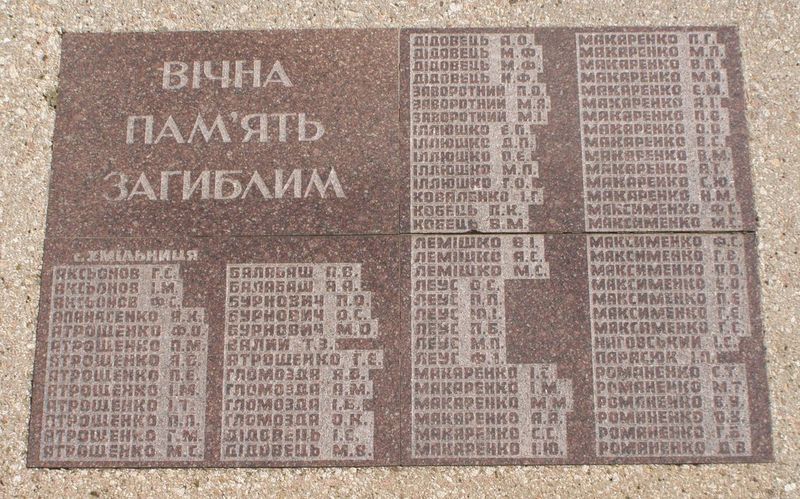 ВІЧНА
ПАМ'ЯТЬ
ЗАГИБЛИМ
с. ХМІЛЬНИЦЯ
АКСЬОНОВ Г.С.
АКСЬОНОВ І.М.
АКСЬОНОВ Ф.С.
АПАНАСЕНКО Я.К.
АТРОЩЕНКО Ф.О.
АТРОЩЕНКО П.М.
АТРОЩЕНКО Я.С.
АТРОЩЕНКО П.Е.
АТРОЩЕНКО І.М.
АТРОЩЕНКО І.Т.
АТРОЩЕНКО П.П.
АТРОЩЕНКО Г.М.
АТРОЩЕНКО М.С.
БАЛАБАШ П.В.
БАЛАБАШ А.А.
БУРНОВИЧ П.О.
БУРНОВИЧ О.С.
БУРНОВИЧ М.О.
БАЛИЙ Т.З.
АТРОЩЕНКО Г.Е.
ГЛОМОЗДА Я.В.
ГЛОМОЗДА Я.М.
ГЛОМОЗДА І.В.
ГЛОМОЗДА О.К.
ДІДОВЕЦЬ Г.С.
ДІДОВЕЦЬ М.В.
ДІДОВЕЦЬ Я.О.
ДІДОВЕЦЬ М.Ф.
ДІДОВЕЦЬ И.Ф.
ДІДОВЕЦЬ И.Ф.
ЗАВОРОТНИЙ П.О.
ЗАВОРОТНИЙ М.Я.
ЗАВОРОТНИЙ М.І.
ІЛЛЮШКО Е.П.
ІЛЛЮШКО Д.П.
ІЛЛЮШКО П.Е.
ІЛЛЮШКО М.П.
ІЛЛЮШКО Г.О.
КОВАЛЕНКО І.Г.
КОБЕЦЬ П.К.
КОБЕЦЬ В.М.
ЛЕМІШКО В.І.
ЛЕМІШКО Я.С.
ЛЕМІШКО М.С.
ЛЕУС О.С.
ЛЕУС Л.П.
ЛЕУС І.І.
ЛЕУС П.Б.
ЛЕУС М.П.
ЛЕУС Ф.І.
МАКАРЕНКО І.С.
МАКАРЕНКО І.М.
МАКАРЕНКО М.М.
МАКАРЕНКО Я.Я.
МАКАРЕНКО С.С.
МАКАРЕНКО І.Ю.
МАКАРЕНКО П.Г.
МАКАРЕНКО М.П.
МАКАРЕНКО В.П.
МАКАРЕНКО М.Я.
МАКАРЕНКО Є.М.
МАКАРЕНКО Я.І.
МАКАРЕНКО П.О.
МАКАРЕНКО О.О.
МАКАРЕНКО В.С.
МАКАРЕНКО В.М.
МАКАРЕНКО В.І.
МАКАРЕНКО С.Ю.
МАКАРЕНКО Н.М.
МАКСИМЕНКО Ф.С.
МАКСИМЕНКО М.С.
МАКСИМЕНКО Ф.С.
МАКСИМЕНКО Г.В.
МАКСИМЕНКО П.О.
МАКСИМЕНКО Е.О.
МАКСИМЕНКО П.Е.
МАКСИМЕНКО Г.Е.
МАКСИМЕНКО Г.С.
НИГОВСЬКИЙ І.Є.
ПАРАСЮК І.П.
РОМАНЕНКО С.Т.
РОМАНЕНКО М.Т.
РОМАНЕНКО В.У.
РОМАНЕНКО О.У.
РОМАНЕНКО Г.Б.
РОМАНЕНКО Д.В.